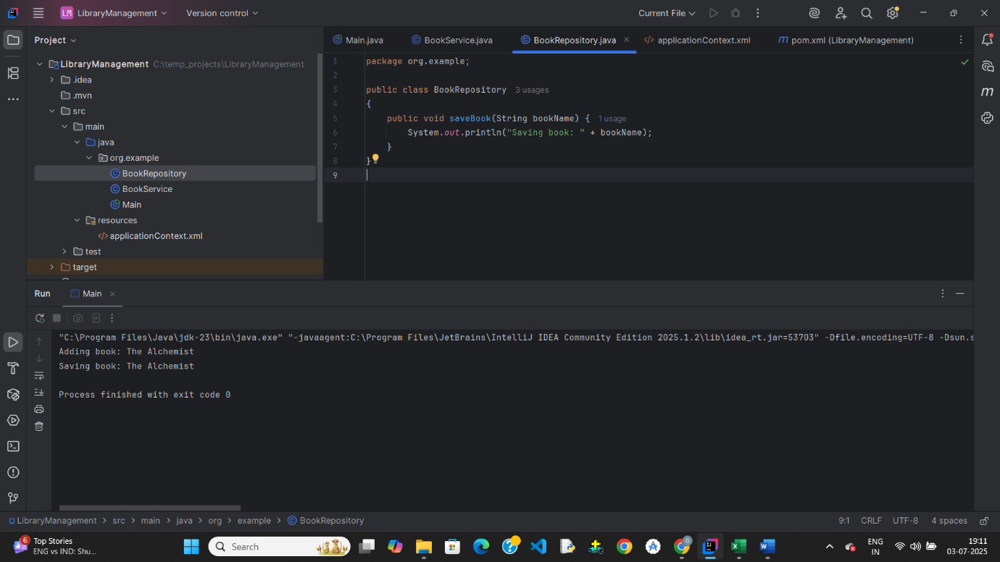 LM LibraryManagement Version control Current File
Project
Main.java BookService.java BookRepository.java </> applicationContext.xml m pom.xml (LibraryManagement)
LibraryManagement C:\temp_projects\LibraryManagement
.idea
.mvn
src
main
java
org.example
BookRepository
BookService
Main
resources
</> applicationContext.xml
test
target
1 package org.example;
2
3 public class BookRepository 3 usages
4 {
5 public void saveBook(String bookName) { 1 usage
6 System.out.println("Saving book: " + bookName);
7 }
8 }
9
m
Run Main
"C:\Program Files\Java\jdk-23\bin\java.exe" "-javaagent:C:\Program Files\JetBrains\IntelliJ IDEA Community Edition 2025.1.2\lib\idea_rt.jar=53703" -Dfile.encoding=UTF-8 -Dsun.s
Adding book: The Alchemist
Saving book: The Alchemist
Process finished with exit code 0
LibraryManagement > src > main > java > org > example > BookRepository 9:1 CRLF UTF-8 4 spaces
6 Top Stories
ENG vs IND: Shu...
Search
ENG
IN
19:11
03-07-2025